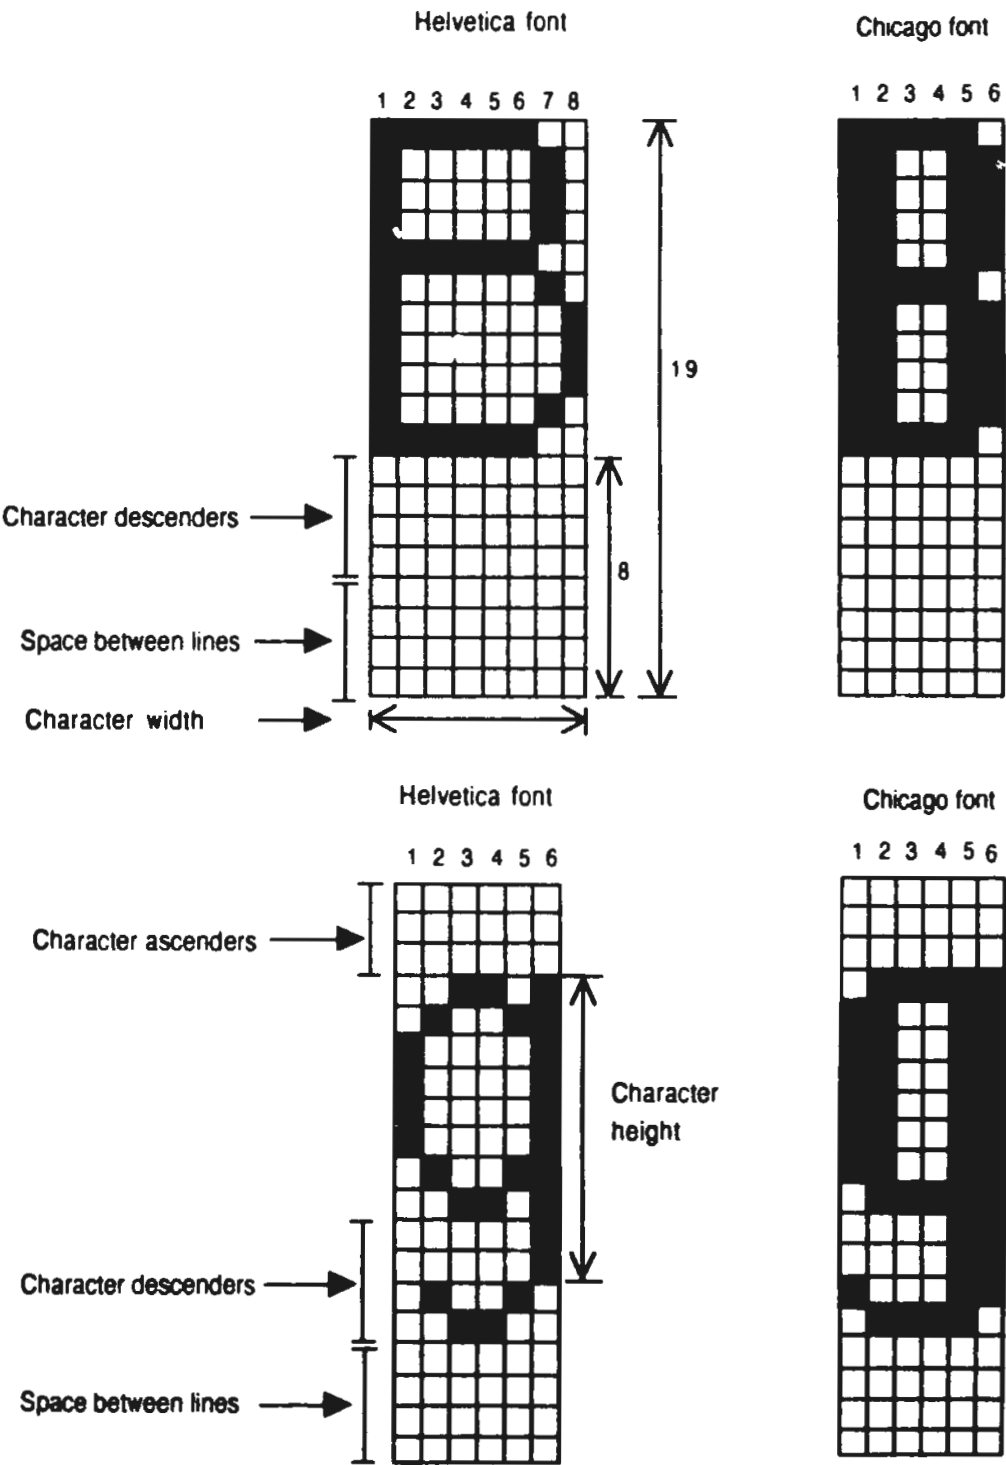 Helvetica font
Chicago font
1 2 3 4 5 6 7 8
1 2 3 4 5 6
19
Character descenders
8
Space between lines
Character width
Helvetica font
Chicago font
1 2 3 4 5 6
1 2 3 4 5 6
Character ascenders
Character
height
Character descenders
Space between lines